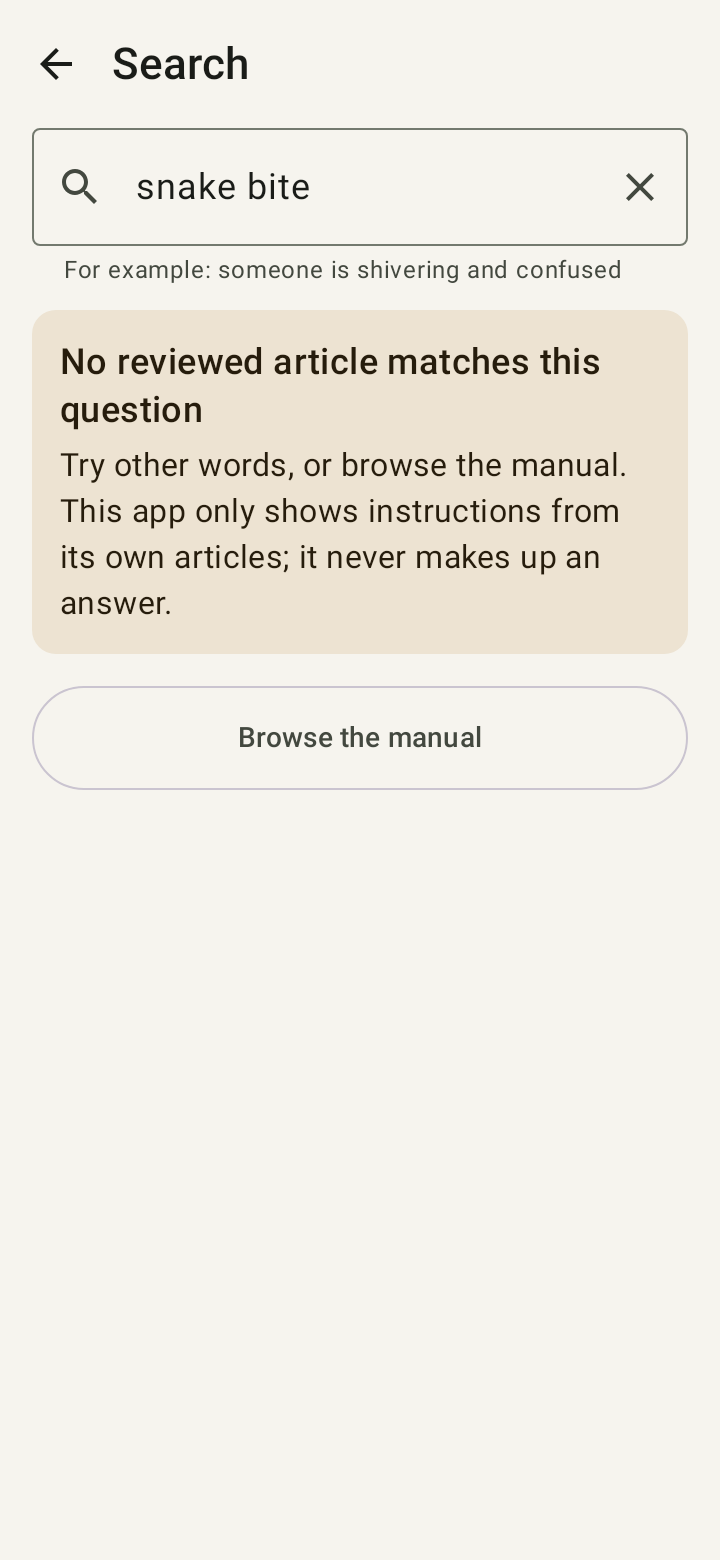 Search
snake bite
For example: someone is shivering and confused
No reviewed article matches this
question
Try other words, or browse the manual.
This app only shows instructions from
its own articles; it never makes up an
answer.
Browse the manual